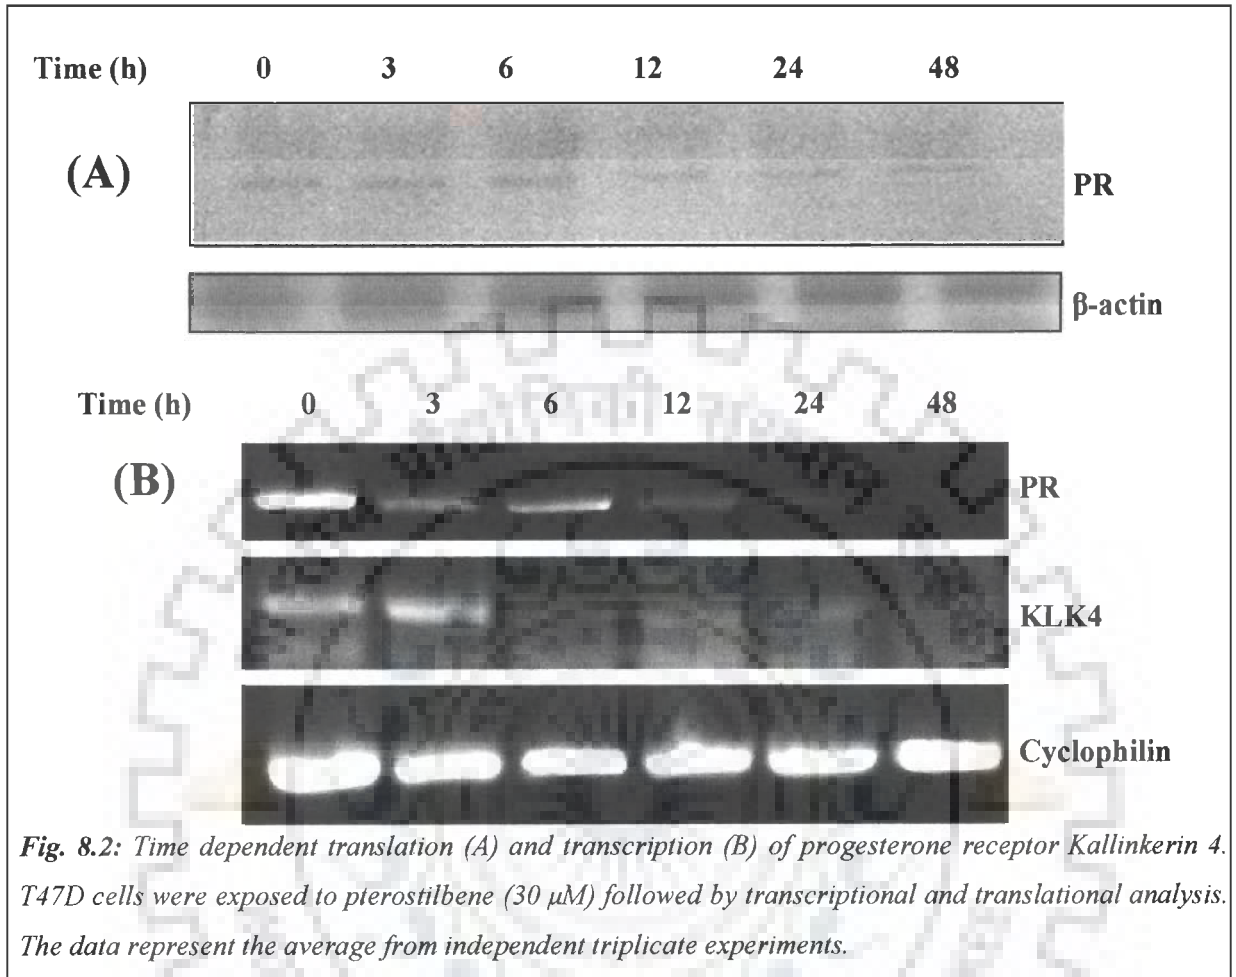 Time (h) 0 3 6 12 24 48
(A)
PR
β-actin
Time (h) 0 3 6 12 24 48
(B)
PR
KLK4
Cyclophilin
Fig. 8.2: Time dependent translation (A) and transcription (B) of progesterone receptor Kallinkerin 4.
T47D cells were exposed to pterostilbene (30 μM) followed by transcriptional and translational analysis.
The data represent the average from independent triplicate experiments.